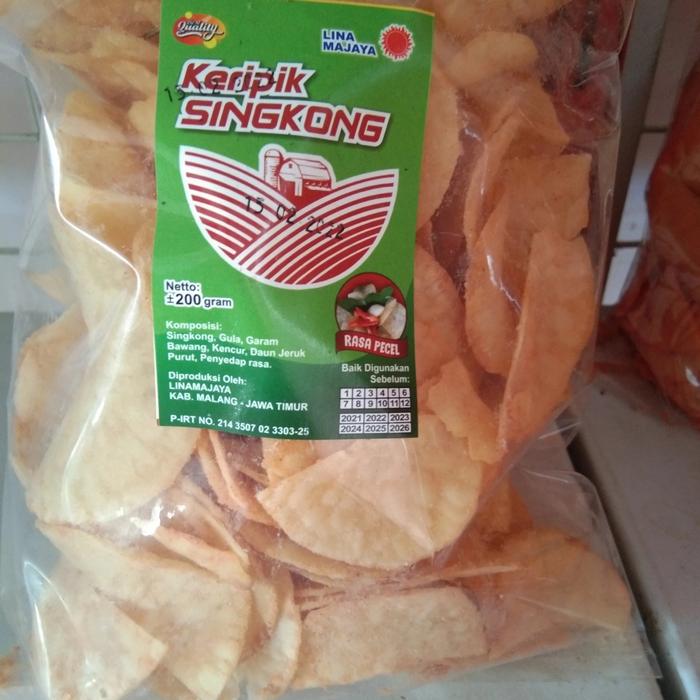 Quality
LINA
MAJAYA
Keripik
SINGKONG
15 02 2022
Netto:
±200 gram
RASA PECEL
Komposisi:
Singkong, Gula, Garam
Bawang, Kencur, Daun Jeruk
Purut, Penyedap rasa.
Diproduksi Oleh:
LINAMAJAYA
KAB. MALANG - JAWA TIMUR
P-IRT NO. 214 3507 02 3303-25
Baik Digunakan
Sebelum:
1 2 3 4 5 6
7 8 9 10 11 12
2021 2022 2023
2024 2025 2026